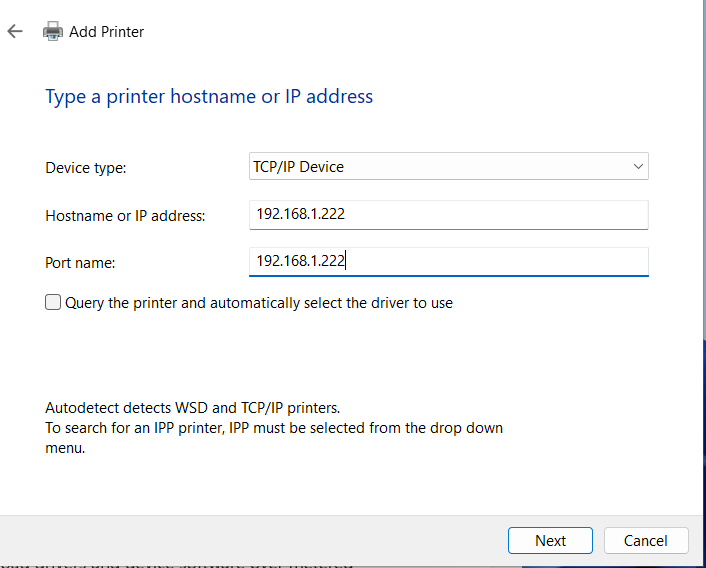 Add Printer
Type a printer hostname or IP address
Device type:
TCP/IP Device
Hostname or IP address:
192.168.1.222
Port name:
192.168.1.222
Query the printer and automatically select the driver to use
Autodetect detects WSD and TCP/IP printers.
To search for an IPP printer, IPP must be selected from the drop down
menu.
Next
Cancel